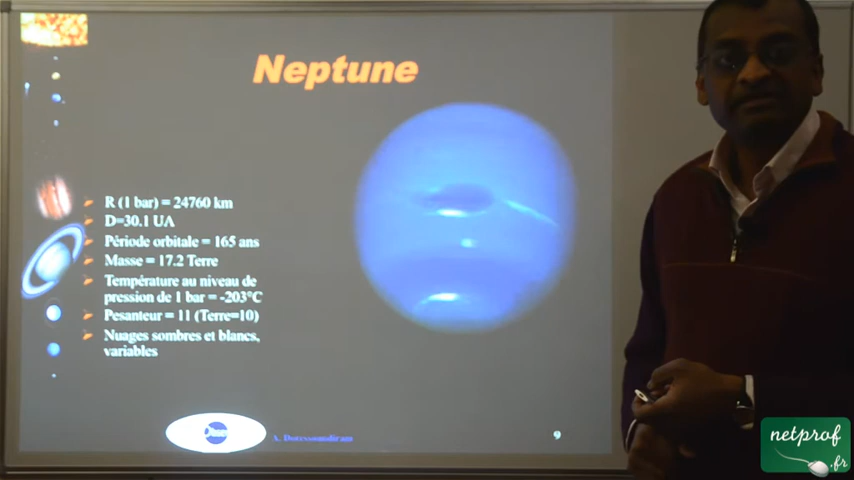 Neptune
R (1 bar) = 24760 km
D=30.1 UA
Période orbitale = 165 ans
Masse = 17.2 Terre
Température au niveau de
pression de 1 bar = -203°C
Pesanteur = 11 (Terre=10)
Nuages sombres et blancs,
variables
A. Doressoundiram
9
netprof
.fr